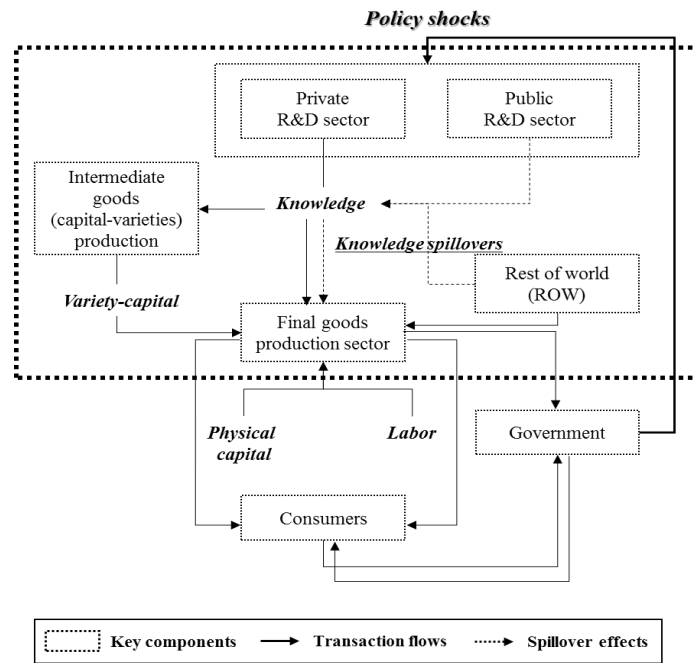 Policy shocks
Private
R&D sector
Public
R&D sector
Intermediate
goods
(capital-varieties)
production
Knowledge
Knowledge spillovers
Rest of world
(ROW)
Variety-capital
Final goods
production sector
Physical
capital
Labor
Government
Consumers
Key components
Transaction flows
Spillover effects